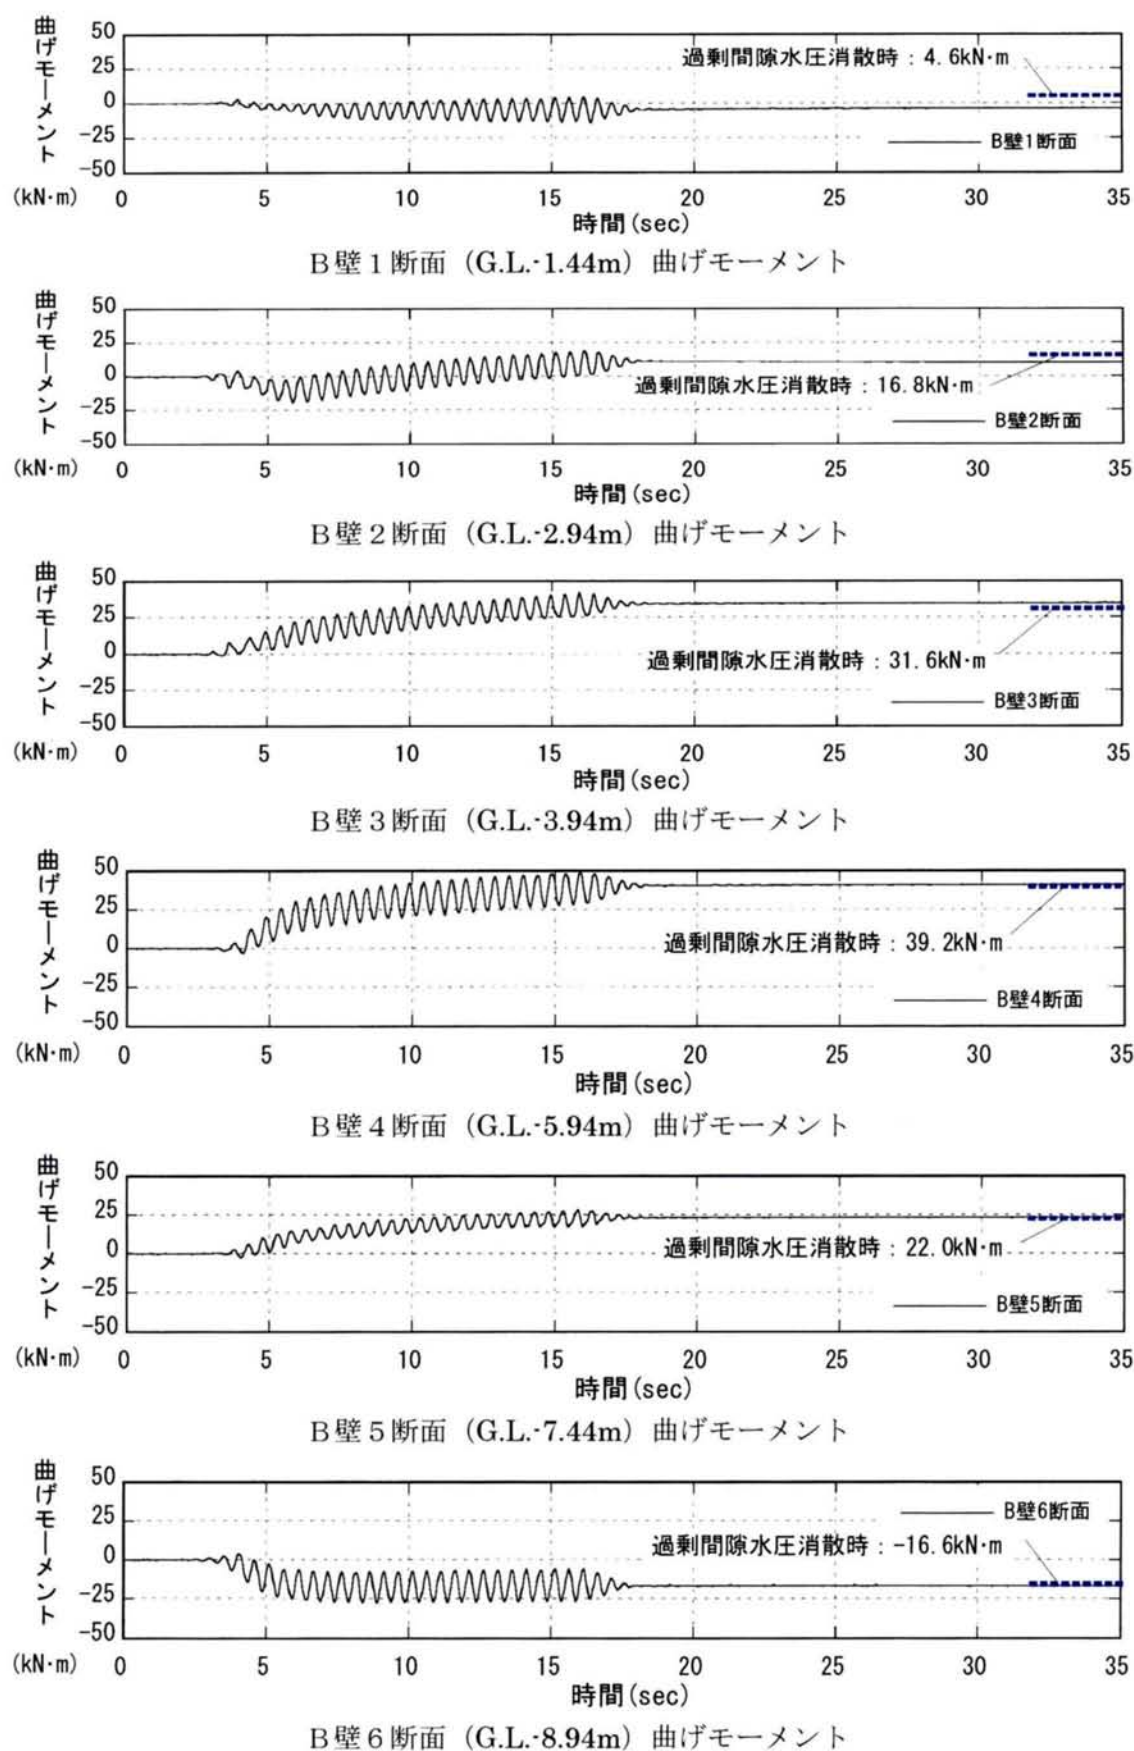 曲げモーメント
50
25
0
-25
-50
過剰間隙水圧消散時：4.6kN·m
B壁1断面
(kN·m) 0 5 10 15 20 25 30 35
時間(sec)
B壁1断面（G.L.-1.44m）曲げモーメント
曲げモーメント
50
25
0
-25
-50
過剰間隙水圧消散時：16.8kN·m
B壁2断面
(kN·m) 0 5 10 15 20 25 30 35
時間(sec)
B壁2断面（G.L.-2.94m）曲げモーメント
曲げモーメント
50
25
0
-25
-50
過剰間隙水圧消散時：31.6kN·m
B壁3断面
(kN·m) 0 5 10 15 20 25 30 35
時間(sec)
B壁3断面（G.L.-3.94m）曲げモーメント
曲げモーメント
50
25
0
-25
-50
過剰間隙水圧消散時：39.2kN·m
B壁4断面
(kN·m) 0 5 10 15 20 25 30 35
時間(sec)
B壁4断面（G.L.-5.94m）曲げモーメント
曲げモーメント
50
25
0
-25
-50
過剰間隙水圧消散時：22.0kN·m
B壁5断面
(kN·m) 0 5 10 15 20 25 30 35
時間(sec)
B壁5断面（G.L.-7.44m）曲げモーメント
曲げモーメント
50
25
0
-25
-50
B壁6断面
過剰間隙水圧消散時：-16.6kN·m
(kN·m) 0 5 10 15 20 25 30 35
時間(sec)
B壁6断面（G.L.-8.94m）曲げモーメント